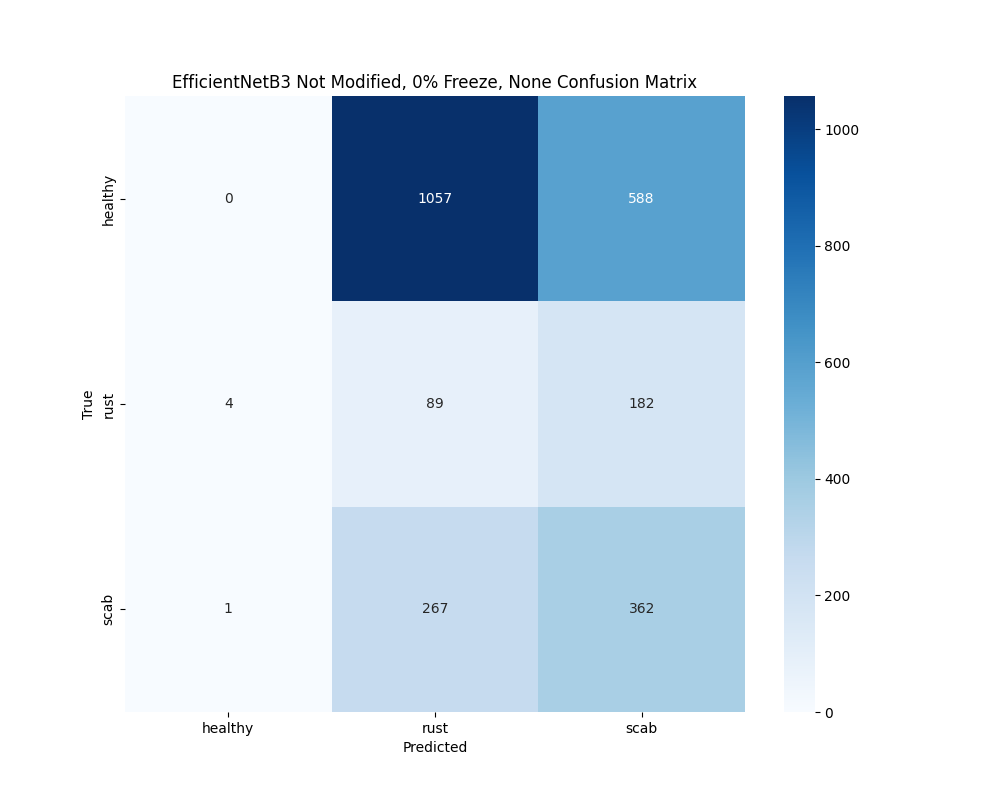 EfficientNetB3 Not Modified, 0% Freeze, None Confusion Matrix
True
healthy
0 1057 588
rust
4 89 182
scab
1 267 362
healthy rust scab
Predicted
1000
800
600
400
200
0